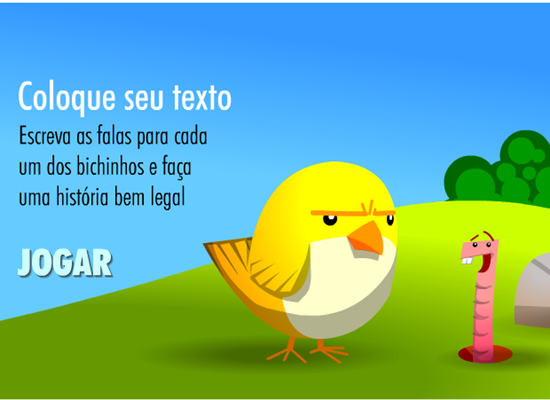 Coloque seu texto
Escreva as falas para cada
um dos bichinhos e faça
uma história bem legal
JOGAR